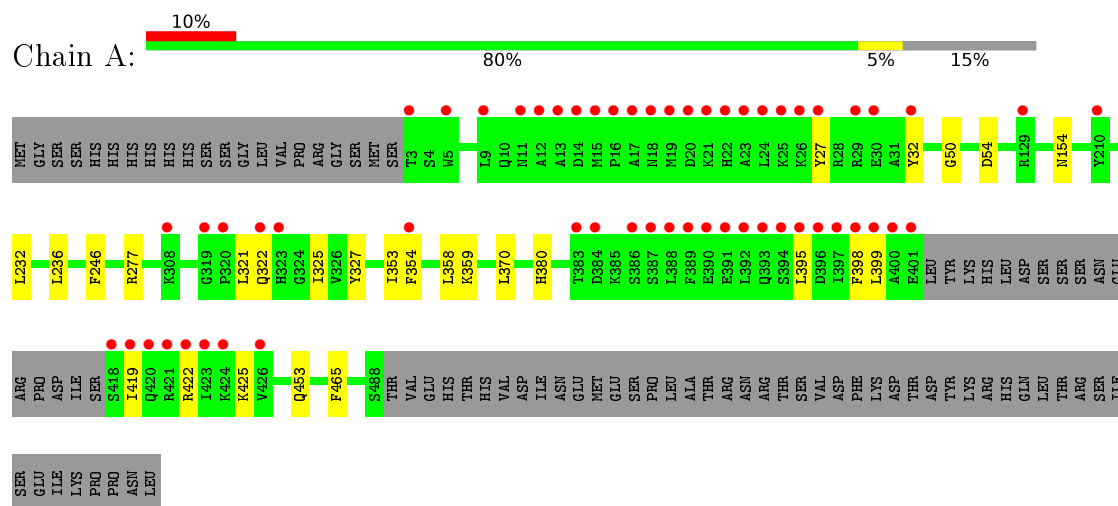 10%
Chain A:
80% 5% 15%
MET GLY SER SER HIS HIS HIS HIS HIS HIS SER SER GLY LEU VAL PRO ARG GLY SER MET SER T3 S4 W5 L9 Q10 N11 A12 A13 D14 M15 P16 A17 N18 M19 D20 K21 H22 A23 L24 K25 K26 Y27 R28 R29 E30 A31 Y32 G50 D54 R129 N154 Y210
L232 L236 F246 R277 K308 G319 P320 L321 Q322 H323 G324 I325 V326 Y327 I353 F354 L358 K359 L370 H380 T383 D384 K385 S386 S387 L388 F389 E390 E391 L392 Q393 S394 L395 D396 I397 F398 L399 A400 E401 LEU TYR LYS HIS LEU ASP SER SER SER ASN GLU
ARG PRO ASP ILE SER S418 I419 Q420 R421 R422 I423 K424 K425 V426 Q453 F465 S488 THR VAL GLU HIS THR HIS VAL ASP ILE ASN GLU MET GLU SER PRO LEU ALA THR ARG ASN ARG THR SER VAL ASP PHE LYS ASP THR ASP TYR LYS ARG HIS GLN LEU THR ARG SER ILE
SER GLU ILE LYS PRO PRO ASN LEU